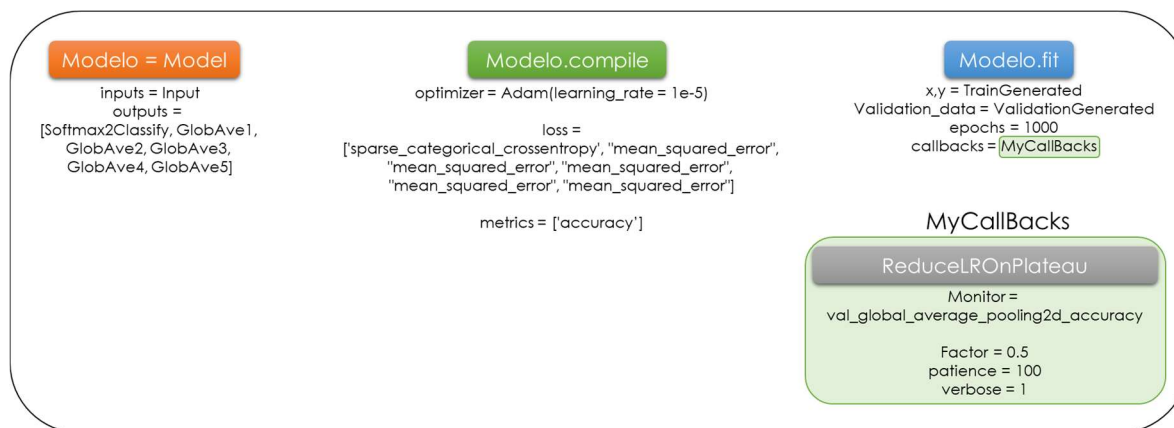 Modelo = Model
inputs = Input
outputs =
[Softmax2Classify, GlobAve1,
GlobAve2, GlobAve3,
GlobAve4, GlobAve5]
Modelo.compile
optimizer = Adam(learning_rate = 1e-5)
loss =
['sparse_categorical_crossentropy', "mean_squared_error",
"mean_squared_error", "mean_squared_error",
"mean_squared_error", "mean_squared_error"]
metrics = ['accuracy’]
Modelo.fit
x,y = TrainGenerated
Validation_data = ValidationGenerated
epochs = 1000
callbacks = MyCallBacks
MyCallBacks
ReduceLROnPlateau
Monitor =
val_global_average_pooling2d_accuracy
Factor = 0.5
patience = 100
verbose = 1